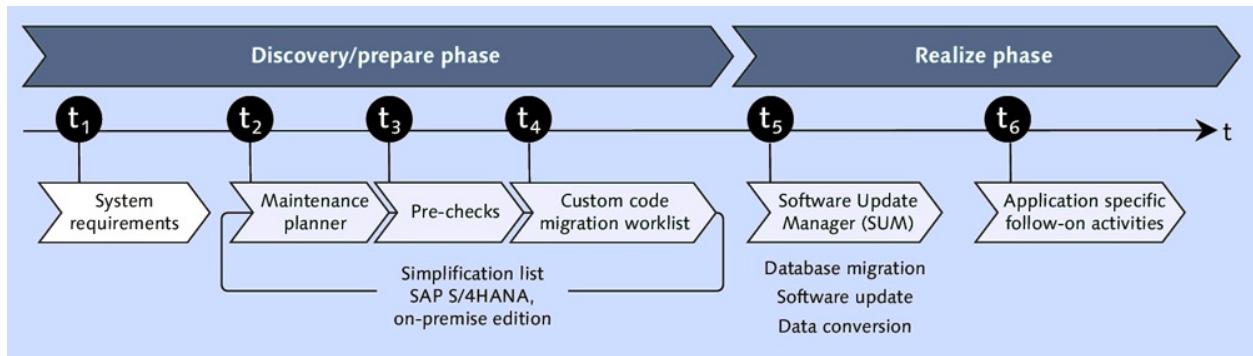 Discovery/prepare phase
Realize phase
t1
t2
t3
t4
t5
t6
t
System
requirements
Maintenance
planner
Pre-checks
Custom code
migration worklist
Software Update
Manager (SUM)
Application specific
follow-on activities
Simplification list
SAP S/4HANA,
on-premise edition
Database migration
Software update
Data conversion